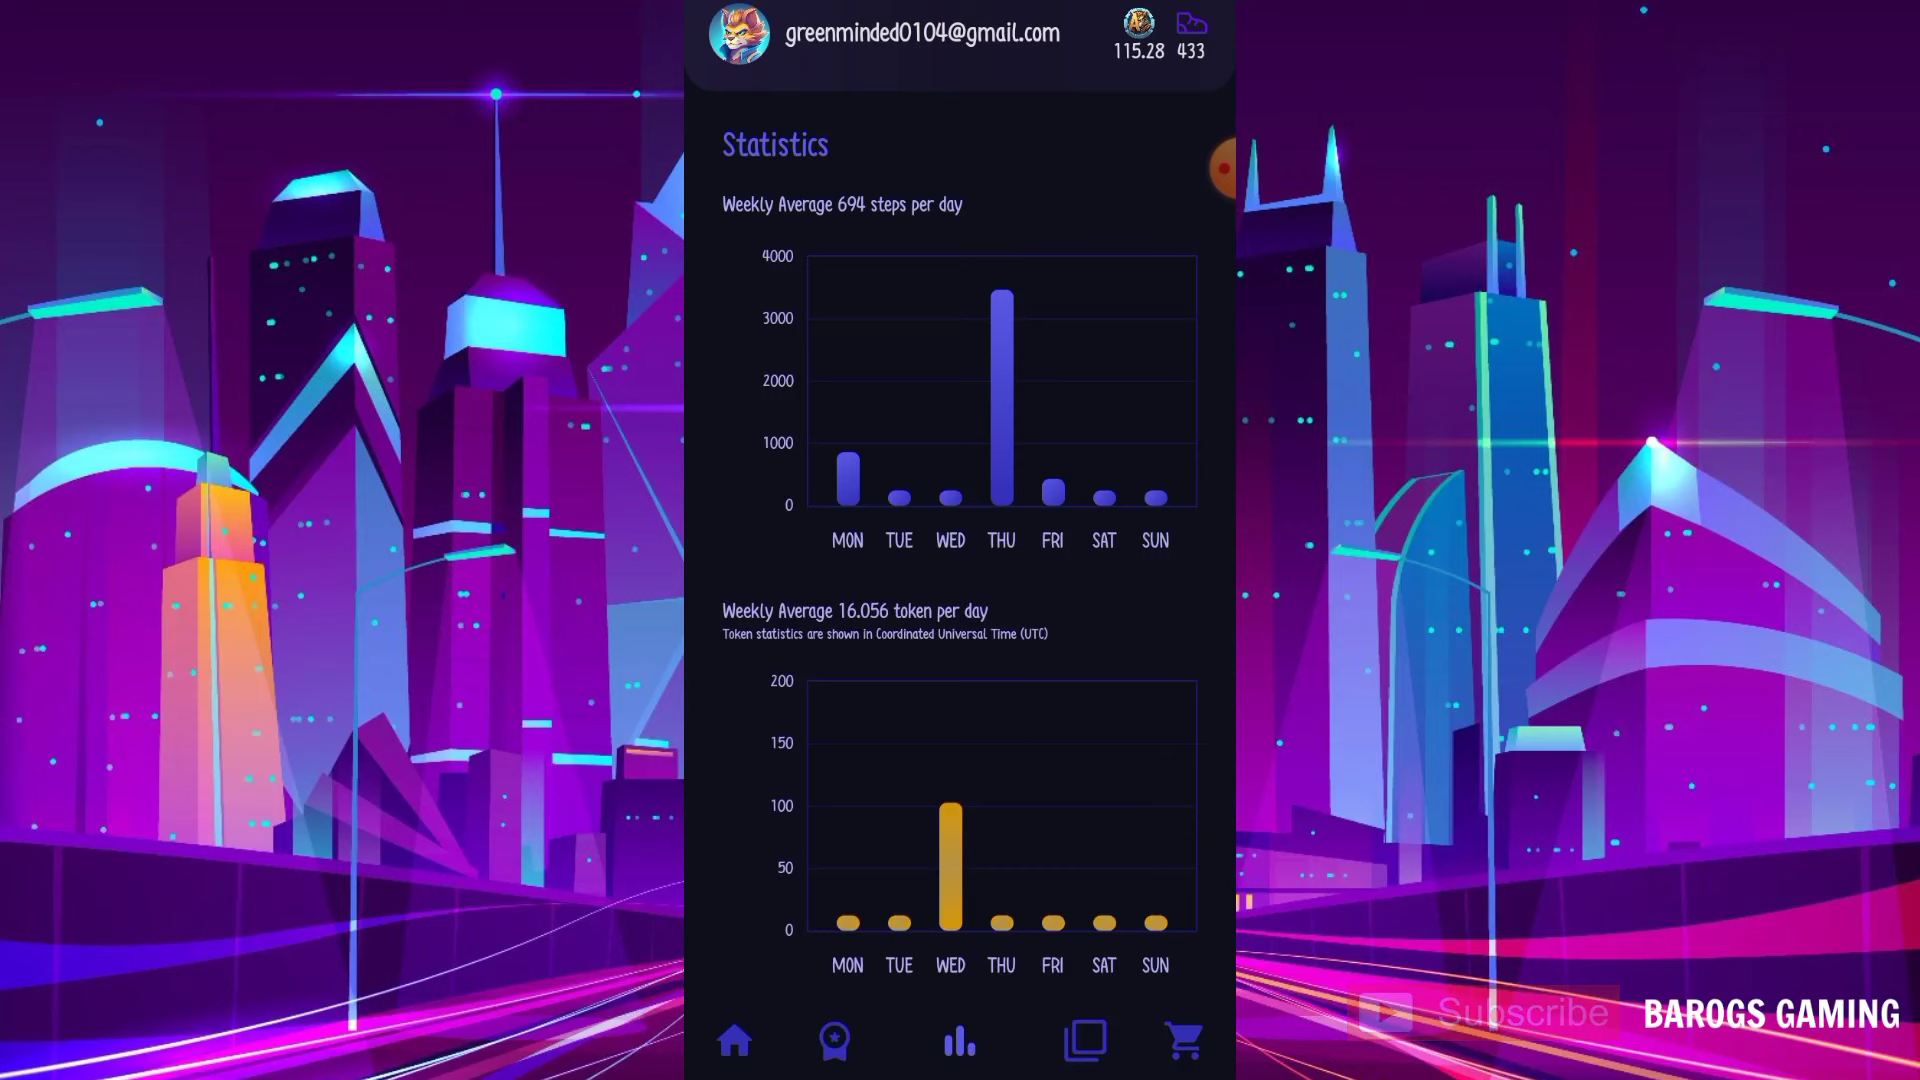 greenminded0104@gmail.com
115.28 433
Statistics
Weekly Average 694 steps per day
4000
3000
2000
1000
0
MON TUE WED THU FRI SAT SUN
Weekly Average 16.056 token per day
Token statistics are shown in Coordinated Universal Time (UTC)
200
150
100
50
0
MON TUE WED THU FRI SAT SUN
Subscribe
BAROGS GAMING